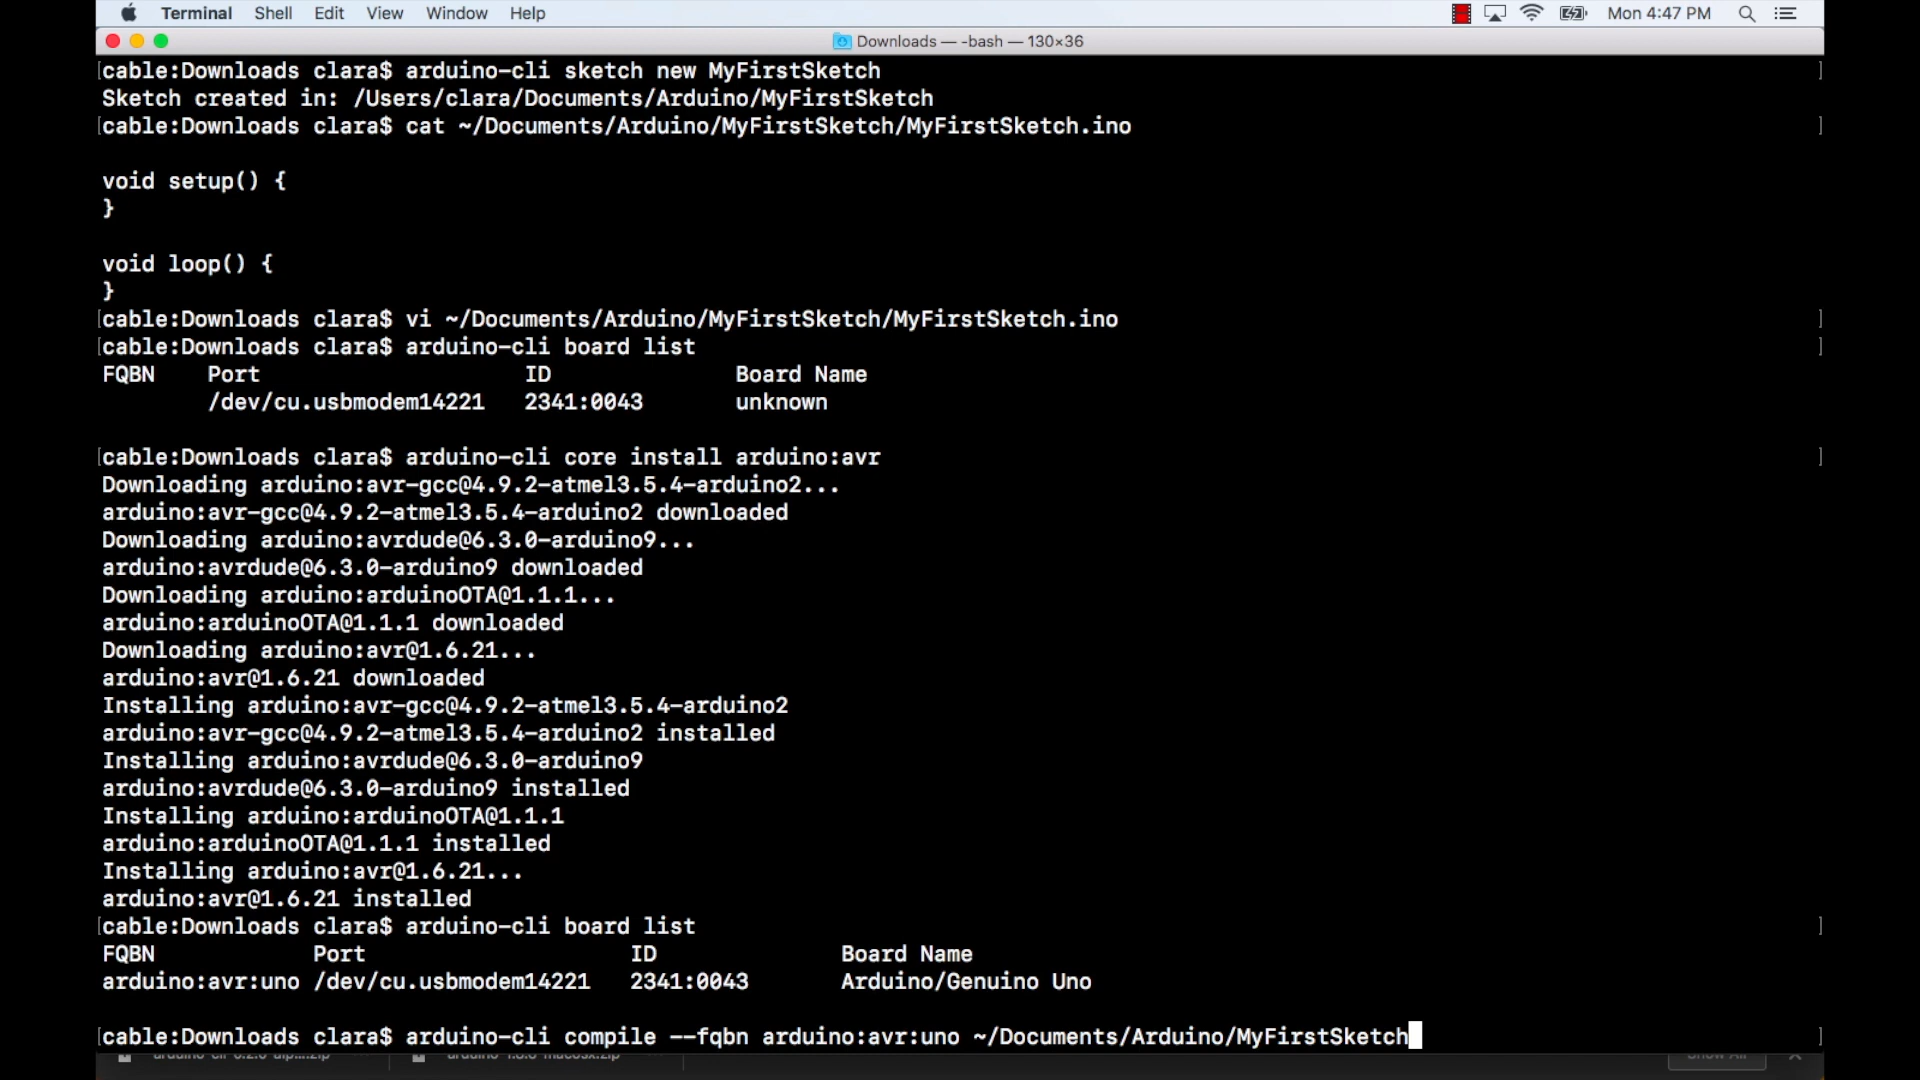 Terminal Shell Edit View Window Help Mon 4:47 PM
Downloads — -bash — 130×36
[cable:Downloads clara$ arduino-cli sketch new MyFirstSketch ]
Sketch created in: /Users/clara/Documents/Arduino/MyFirstSketch
[cable:Downloads clara$ cat ~/Documents/Arduino/MyFirstSketch/MyFirstSketch.ino ]
void setup() {
}
void loop() {
}
[cable:Downloads clara$ vi ~/Documents/Arduino/MyFirstSketch/MyFirstSketch.ino ]
[cable:Downloads clara$ arduino-cli board list ]
FQBN Port ID Board Name
/dev/cu.usbmodem14221 2341:0043 unknown
[cable:Downloads clara$ arduino-cli core install arduino:avr ]
Downloading arduino:avr-gcc@4.9.2-atmel3.5.4-arduino2...
arduino:avr-gcc@4.9.2-atmel3.5.4-arduino2 downloaded
Downloading arduino:avrdude@6.3.0-arduino9...
arduino:avrdude@6.3.0-arduino9 downloaded
Downloading arduino:arduinoOTA@1.1.1...
arduino:arduinoOTA@1.1.1 downloaded
Downloading arduino:avr@1.6.21...
arduino:avr@1.6.21 downloaded
Installing arduino:avr-gcc@4.9.2-atmel3.5.4-arduino2
arduino:avr-gcc@4.9.2-atmel3.5.4-arduino2 installed
Installing arduino:avrdude@6.3.0-arduino9
arduino:avrdude@6.3.0-arduino9 installed
Installing arduino:arduinoOTA@1.1.1
arduino:arduinoOTA@1.1.1 installed
Installing arduino:avr@1.6.21...
arduino:avr@1.6.21 installed
[cable:Downloads clara$ arduino-cli board list ]
FQBN Port ID Board Name
arduino:avr:uno /dev/cu.usbmodem14221 2341:0043 Arduino/Genuino Uno
[cable:Downloads clara$ arduino-cli compile --fqbn arduino:avr:uno ~/Documents/Arduino/MyFirstSketch ]
Show All